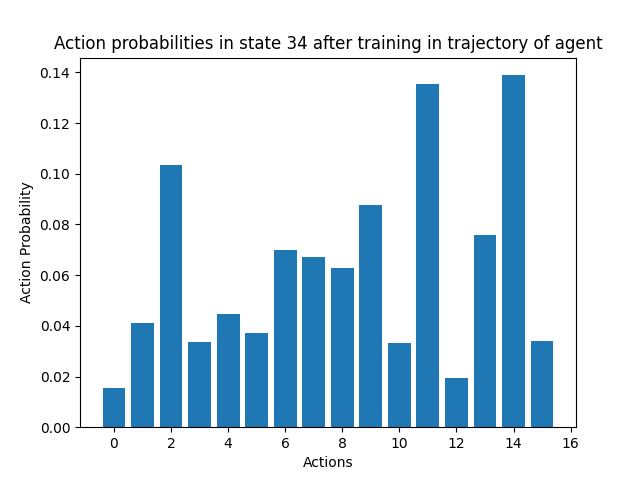 Action probabilities in state 34 after training in trajectory of agent
0.14
0.12
0.10
0.08
0.06
0.04
0.02
0.00
Action Probability
0 2 4 6 8 10 12 14 16
Actions